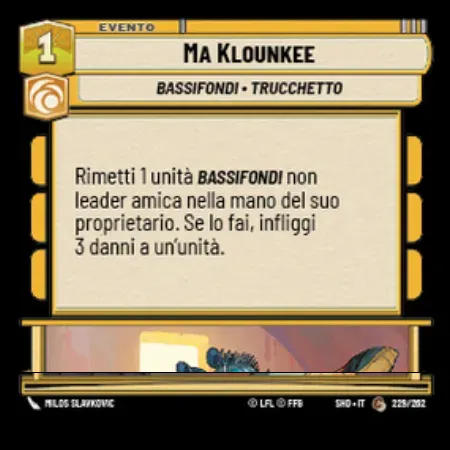 EVENTO
1
MA KLOUNKEE
BASSIFONDI • TRUCCHETTO
Rimetti 1 unità BASSIFONDI non
leader amica nella mano del suo
proprietario. Se lo fai, infliggi
3 danni a un'unità.
MILOS SLAVKOVIC
© LFL © FFG
SHD • IT
229/262